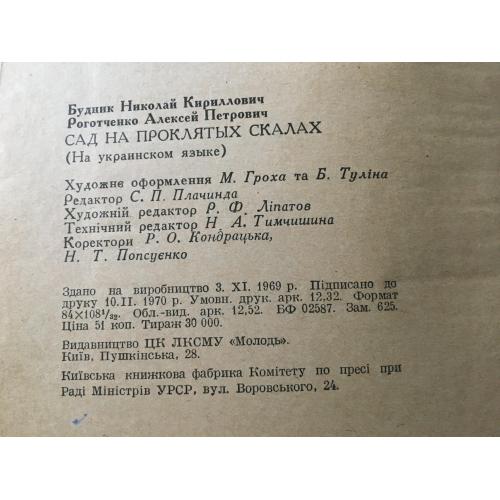 Будник Николай Кириллович
Роготченко Алексей Петрович
САД НА ПРОКЛЯТЫХ СКАЛАХ
(На украинском языке)
Художнє оформлення М. Гроха та Б. Туліна
Редактор С. П. Плачинда
Художній редактор Р. Ф. Ліпатов
Технічний редактор Н. А. Тимчишина
Коректори Р. О. Кондрацька,
Н. Т. Попсуєнко
Здано на виробництво 3. XI. 1969 р. Підписано до
друку 10.II. 1970 р. Умовн. друк. арк. 12,32. Формат
84×108¹/₃₂. Обл.-вид. арк. 12,52. БФ 02587. Зам. 625.
Ціна 51 коп. Тираж 30 000.
Видавництво ЦК ЛКСМУ «Молодь».
Київ, Пушкінська, 28.
Київська книжкова фабрика Комітету по пресі при
Раді Міністрів УРСР, вул. Воровського, 24.